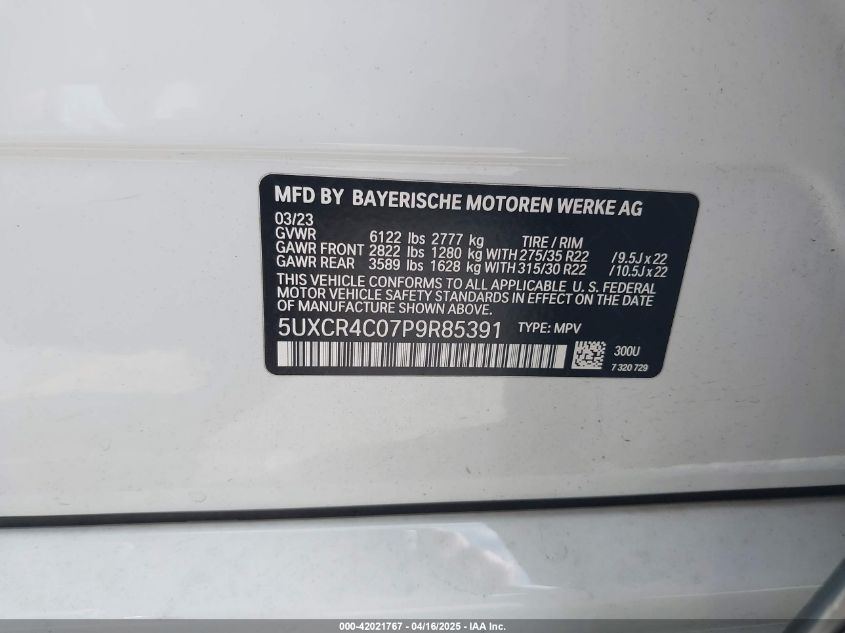 MFD BY BAYERISCHE MOTOREN WERKE AG
03/23
GVWR 6122 lbs 2777 kg TIRE / RIM
GAWR FRONT 2822 lbs 1280 kg WITH 275/35 R22 / 9.5J x 22
GAWR REAR 3589 lbs 1628 kg WITH 315/30 R22 / 10.5J x 22
THIS VEHICLE CONFORMS TO ALL APPLICABLE U. S. FEDERAL
MOTOR VEHICLE SAFETY STANDARDS IN EFFECT ON THE DATE
OF MANUFACTURE SHOWN ABOVE.
5UXCR4C07P9R85391 TYPE: MPV
300U
7 320 729
000-42021767 - 04/16/2025 - IAA Inc.